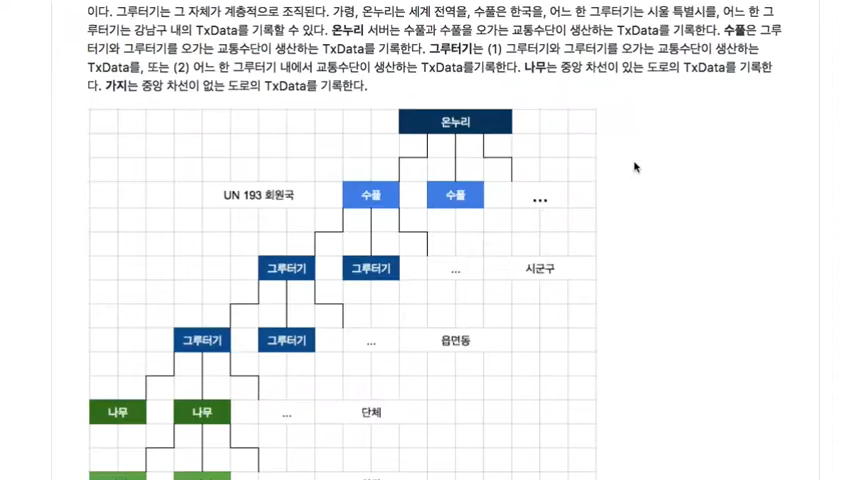 이다. 그루터기는 그 자체가 계층적으로 조직된다. 가령, 온누리는 세계 전역을, 수풀은 한국을, 어느 한 그루터기는 시울 특별시를, 어느 한 그
루터기는 강남구 내의 TxData를 기록할 수 있다. 온누리 서버는 수풀과 수풀을 오가는 교통수단이 생산하는 TxData를 기록한다. 수풀은 그루
터기와 그루터기를 오가는 교통수단이 생산하는 TxData를 기록한다. 그루터기는 (1) 그루터기와 그루터기를 오가는 교통수단이 생산하는
TxData를, 또는 (2) 어느 한 그루터기 내에서 교통수단이 생산하는 TxData를기록한다. 나무는 중앙 차선이 있는 도로의 TxData를 기록한
다. 가지는 중앙 차선이 없는 도로의 TxData를 기록한다.
온누리
UN 193 회원국 수풀 수풀 ...
그루터기 그루터기 ... 시군구
그루터기 그루터기 ... 읍면동
나무 나무 ... 단체